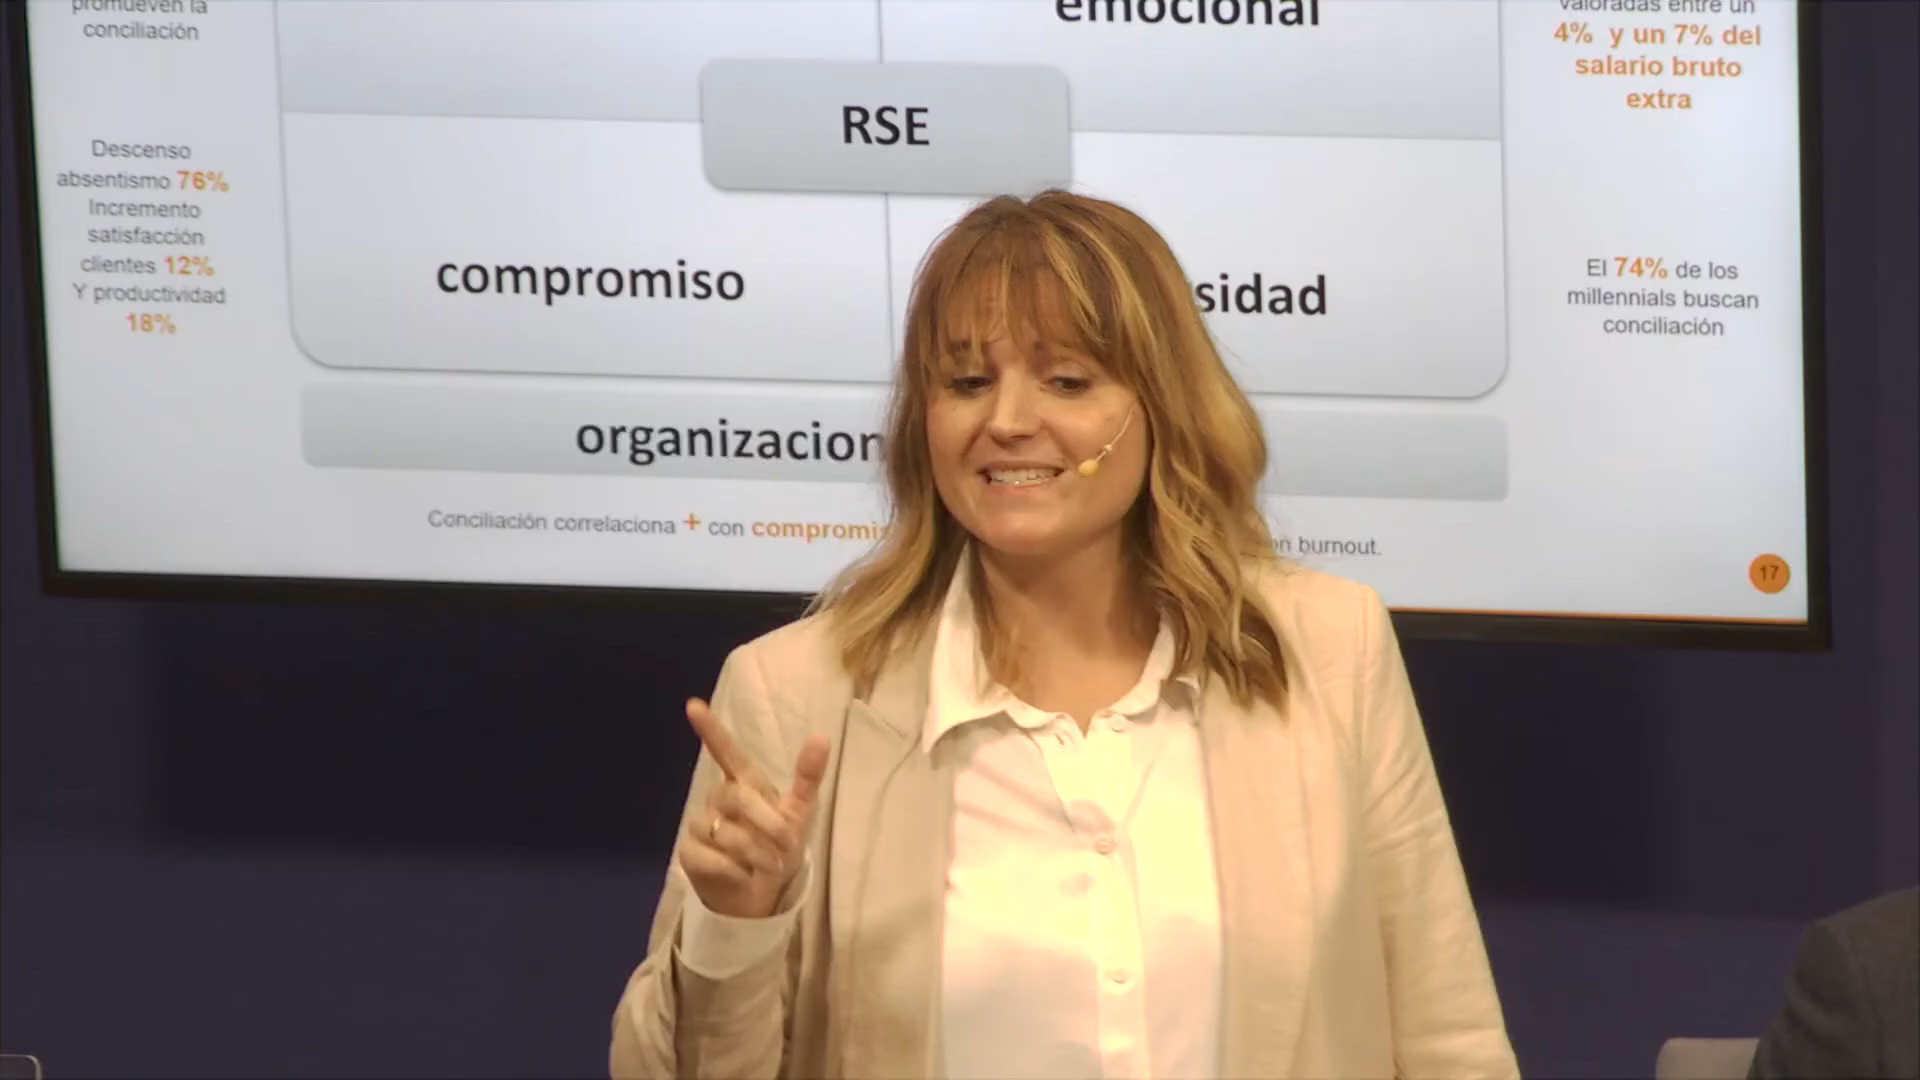 promueven la
conciliación
Descenso
absentismo 76%
Incremento
satisfacción
clientes 12%
Y productividad
18%
emocional
RSE
compromiso
sidad
organizacion
Conciliación correlaciona + con compromis
on burnout.
valoradas entre un
4% y un 7% del
salario bruto
extra
El 74% de los
millennials buscan
conciliación
17